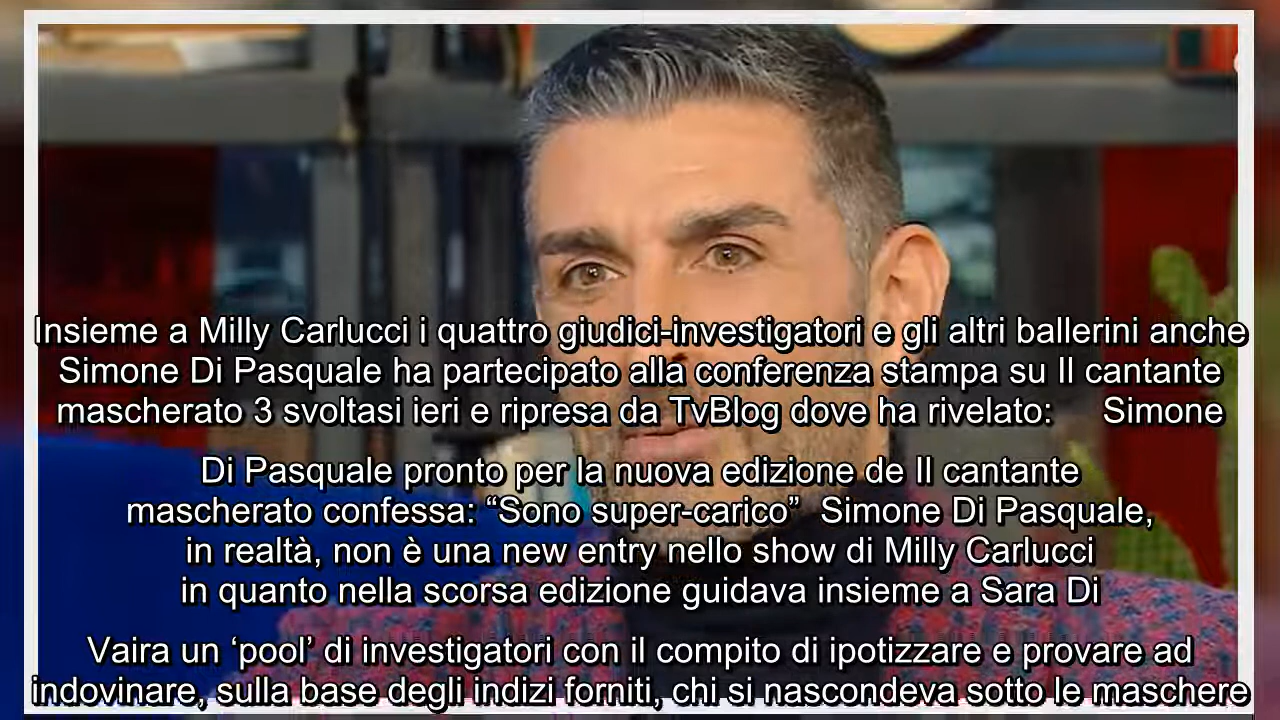 Insieme a Milly Carlucci i quattro giudici-investigatori e gli altri ballerini anche
Simone Di Pasquale ha partecipato alla conferenza stampa su Il cantante
mascherato 3 svoltasi ieri e ripresa da TvBlog dove ha rivelato: Simone
Di Pasquale pronto per la nuova edizione de Il cantante
mascherato confessa: “Sono super-carico” Simone Di Pasquale,
in realtà, non è una new entry nello show di Milly Carlucci
in quanto nella scorsa edizione guidava insieme a Sara Di
Vaira un ‘pool’ di investigatori con il compito di ipotizzare e provare ad
indovinare, sulla base degli indizi forniti, chi si nascondeva sotto le maschere